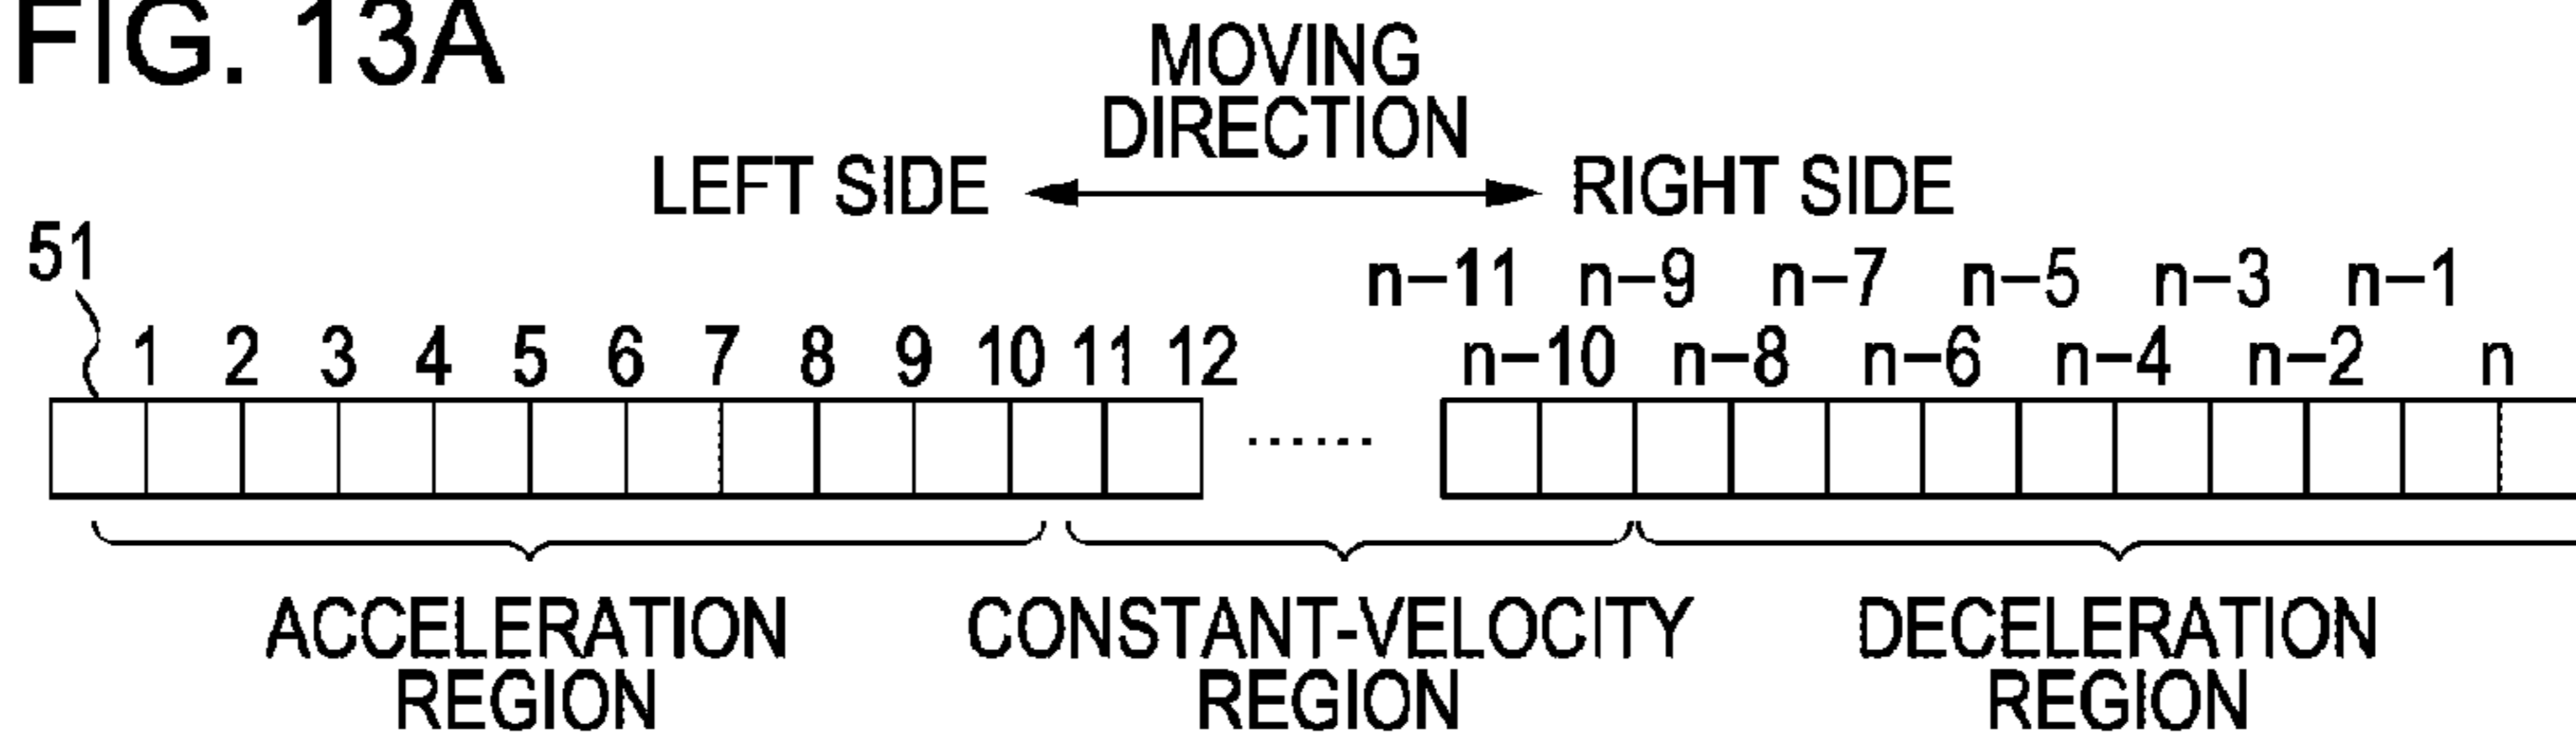 FIG. 13A
MOVING
DIRECTION
LEFT SIDE
RIGHT SIDE
51
n-11 n-9 n-7 n-5 n-3 n-1
1 2 3 4 5 6 7 8 9 10 11 12
n-10 n-8 n-6 n-4 n-2 n
......
ACCELERATION
REGION
CONSTANT-VELOCITY
REGION
DECELERATION
REGION